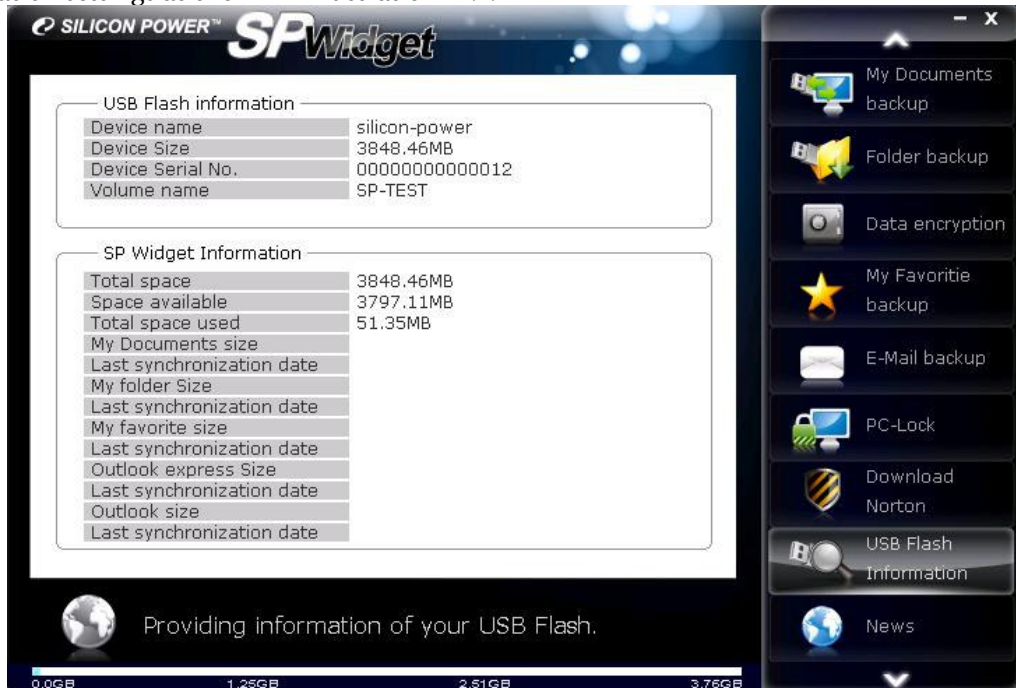 SILICON POWER™ SPWidget
- X
USB Flash information
Device name silicon-power
Device Size 3848.46MB
Device Serial No. 00000000000012
Volume name SP-TEST
SP Widget Information
Total space 3848.46MB
Space available 3797.11MB
Total space used 51.35MB
My Documents size
Last synchronization date
My folder Size
Last synchronization date
My favorite size
Last synchronization date
Outlook express Size
Last synchronization date
Outlook size
Last synchronization date
Providing information of your USB Flash.
0.0GB 1.25GB 2.51GB 3.76GB
My Documents
backup
Folder backup
Data encryption
My Favoritie
backup
E-Mail backup
PC-Lock
Download
Norton
USB Flash
Information
News